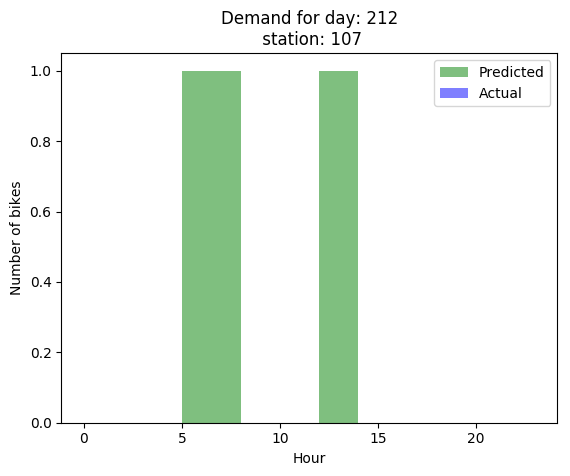 Demand for day: 212
station: 107
Predicted
Actual
Number of bikes
1.0
0.8
0.6
0.4
0.2
0.0
0
5
10
15
20
Hour